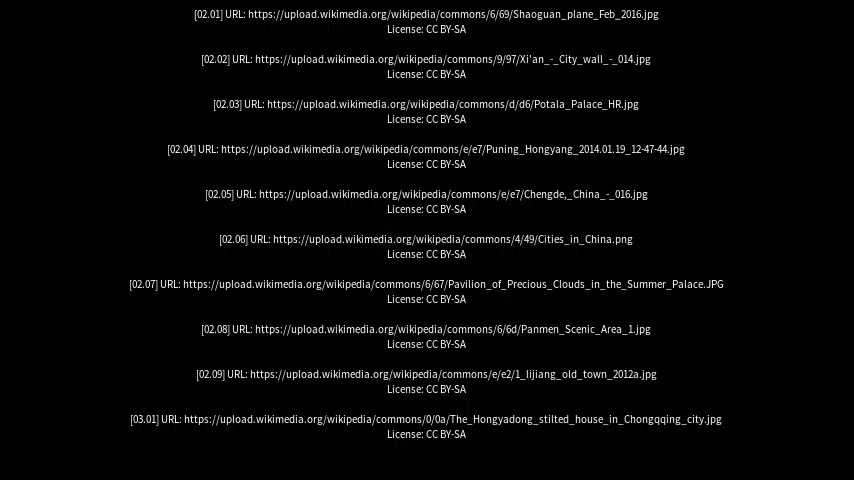 [02.01] URL: https://upload.wikimedia.org/wikipedia/commons/6/69/Shaoguan_plane_Feb_2016.jpg
License: CC BY-SA
[02.02] URL: https://upload.wikimedia.org/wikipedia/commons/9/97/Xi'an_-_City_wall_-_014.jpg
License: CC BY-SA
[02.03] URL: https://upload.wikimedia.org/wikipedia/commons/d/d6/Potala_Palace_HR.jpg
License: CC BY-SA
[02.04] URL: https://upload.wikimedia.org/wikipedia/commons/e/e7/Puning_Hongyang_2014.01.19_12-47-44.jpg
License: CC BY-SA
[02.05] URL: https://upload.wikimedia.org/wikipedia/commons/e/e7/Chengde,_China_-_016.jpg
License: CC BY-SA
[02.06] URL: https://upload.wikimedia.org/wikipedia/commons/4/49/Cities_in_China.png
License: CC BY-SA
[02.07] URL: https://upload.wikimedia.org/wikipedia/commons/6/67/Pavilion_of_Precious_Clouds_in_the_Summer_Palace.JPG
License: CC BY-SA
[02.08] URL: https://upload.wikimedia.org/wikipedia/commons/6/6d/Panmen_Scenic_Area_1.jpg
License: CC BY-SA
[02.09] URL: https://upload.wikimedia.org/wikipedia/commons/e/e2/1_lijiang_old_town_2012a.jpg
License: CC BY-SA
[03.01] URL: https://upload.wikimedia.org/wikipedia/commons/0/0a/The_Hongyadong_stilted_house_in_Chongqqing_city.jpg
License: CC BY-SA